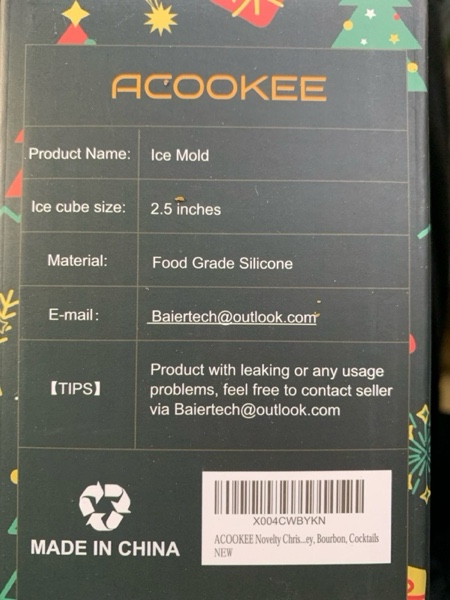 ACOOKEE
Product Name: Ice Mold
Ice cube size: 2.5 inches
Material: Food Grade Silicone
E-mail: Baiertech@outlook.com
【TIPS】 Product with leaking or any usage
problems, feel free to contact seller
via Baiertech@outlook.com
MADE IN CHINA
X004CWBYKN
ACOOKEE Novelty Chris...ey, Bourbon, Cocktails
NEW